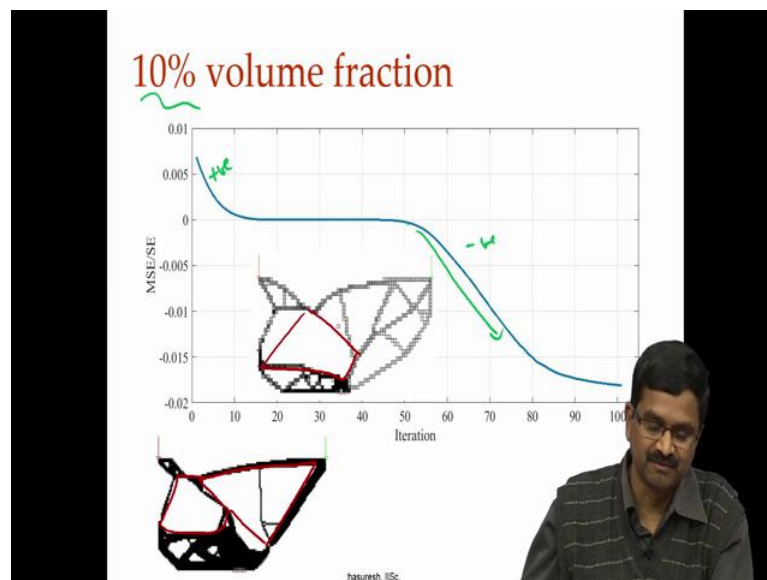 10% volume fraction
0.01
0.005
0
-0.005
-0.01
-0.015
-0.02
MSE/SE
+ve
-ve
0 10 20 30 40 50 60 70 80 90 100
Iteration
hasuresh, IISc.